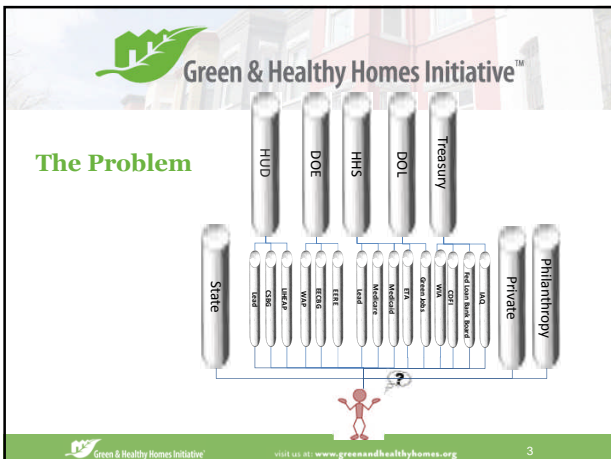 Green & Healthy Homes Initiative™
The Problem
HUD
DOE
HHS
DOL
Treasury
State
Lead
CSBG
LIHEAP
WAP
EECBG
EERE
Lead
Medicare
Medicaid
ETA
Green Jobs
WIA
CDFI
Fed Loan Bank Board
IAQ
Private
Philanthropy
?
Green & Healthy Homes Initiative™
visit us at: www.greenandhealthyhomes.org
3